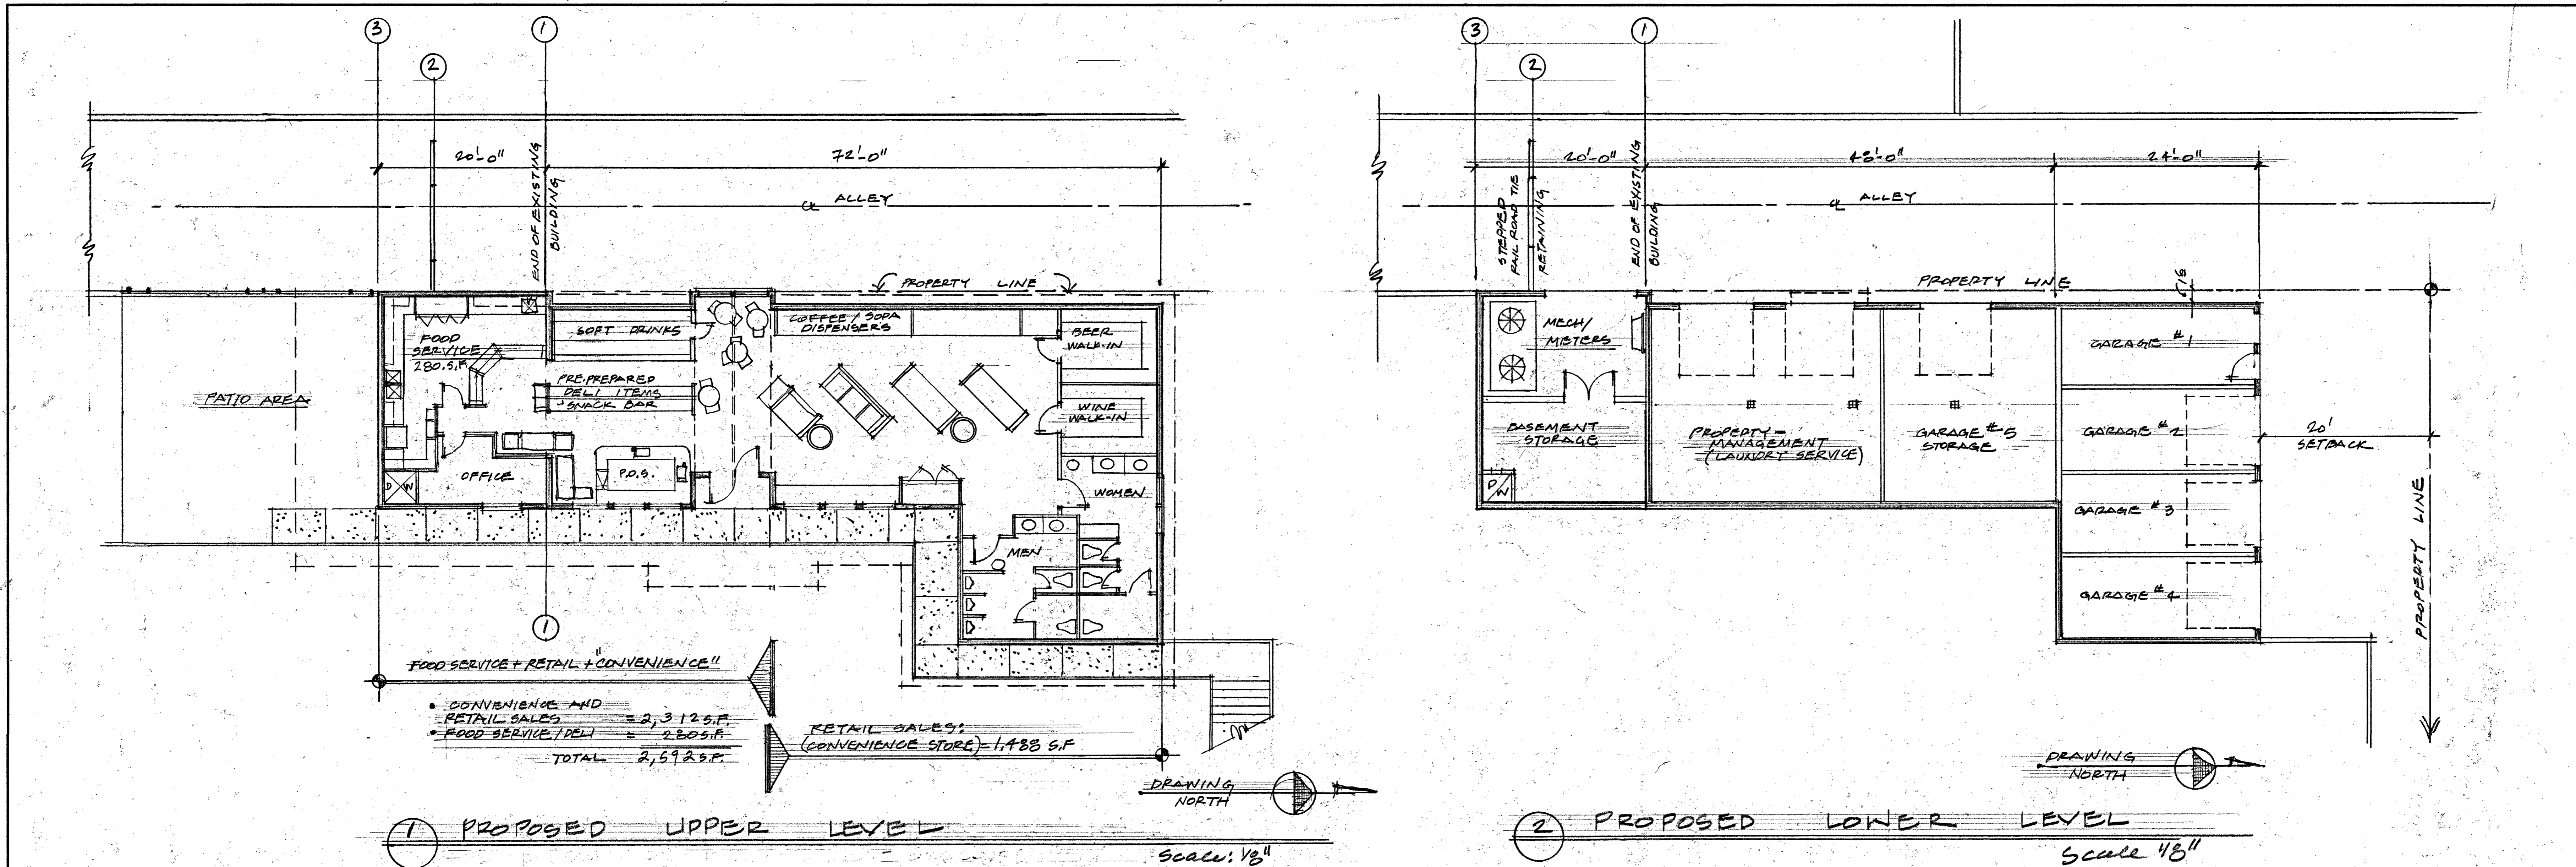 3
2
1
20'-0"
72'-0"
END OF EXISTING
BUILDING
℄ ALLEY
PROPERTY LINE
PATIO AREA
FOOD
SERVICE
280.S.F.
SOFT DRINKS
COFFEE / SODA
DISPENSERS
BEER
WALK-IN
PRE-PREPARED
DELI ITEMS
SNACK BAR
WINE
WALK-IN
OFFICE
P.O.S.
D W
WOMEN
MEN
1
FOOD SERVICE + RETAIL + "CONVENIENCE"
• CONVENIENCE AND
RETAIL SALES = 2,312 S.F.
• FOOD SERVICE/DELI = 280 S.F.
TOTAL 2,592 S.F.
RETAIL SALES:
(CONVENIENCE STORE) = 1,488 S.F
DRAWING
NORTH
1 PROPOSED UPPER LEVEL
Scale: 1/8"
3
2
1
20'-0"
48'-0"
24'-0"
STEPPED
RAIL ROAD TIE
RETAINING
END OF EXISTING
BUILDING
℄ ALLEY
PROPERTY LINE
MECH/
METERS
BASEMENT
STORAGE
D/W
PROPERTY -
MANAGEMENT
(LAUNDRY SERVICE)
GARAGE #5
STORAGE
GARAGE #1
GARAGE #2
GARAGE #3
GARAGE #4
20'
SETBACK
PROPERTY LINE
DRAWING
NORTH
2 PROPOSED LOWER LEVEL
Scale 1/8"